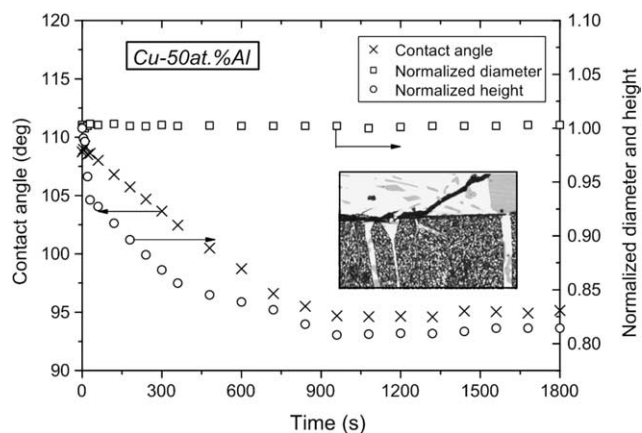 Cu-50at.%Al
Contact angle
Normalized diameter
Normalized height
120
115
110
105
100
95
90
Contact angle (deg)
1.10
1.05
1.00
0.95
0.90
0.85
0.80
Normalized diameter and height
0 300 600 900 1200 1500 1800
Time (s)